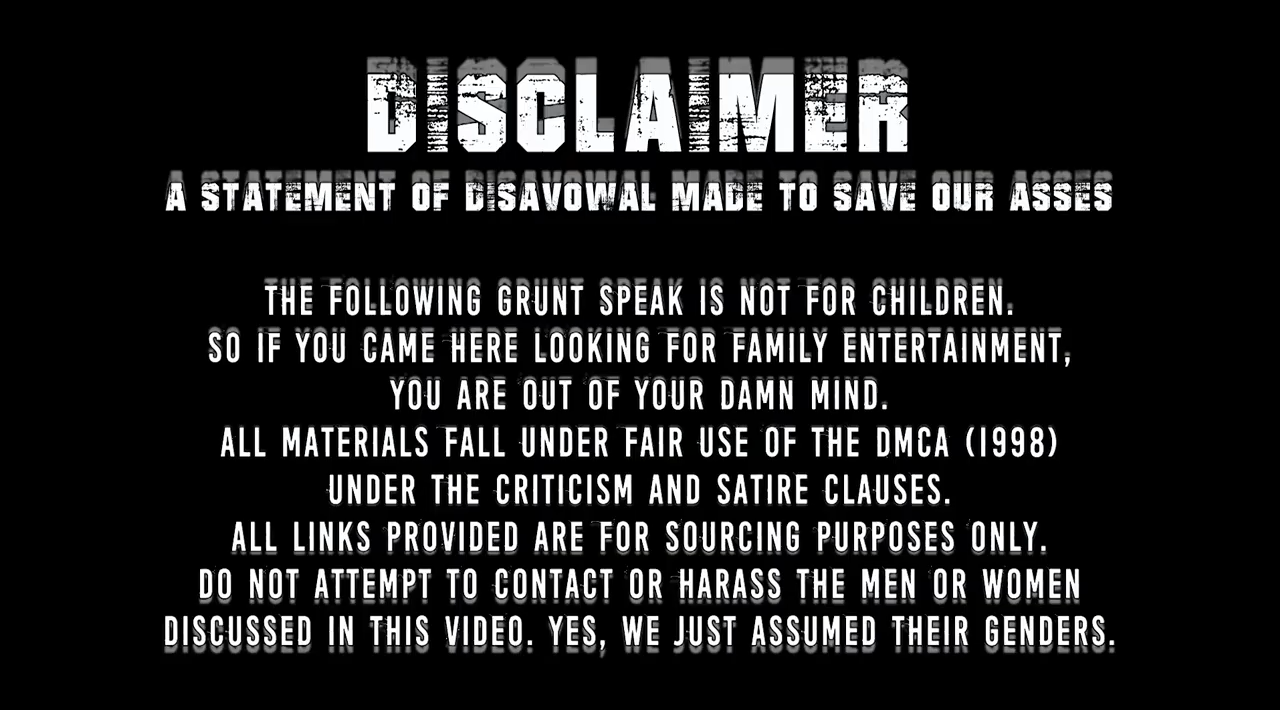 DISCLAIMER
A STATEMENT OF DISAVOWAL MADE TO SAVE OUR ASSES
THE FOLLOWING GRUNT SPEAK IS NOT FOR CHILDREN.
SO IF YOU CAME HERE LOOKING FOR FAMILY ENTERTAINMENT,
YOU ARE OUT OF YOUR DAMN MIND.
ALL MATERIALS FALL UNDER FAIR USE OF THE DMCA (1998)
UNDER THE CRITICISM AND SATIRE CLAUSES.
ALL LINKS PROVIDED ARE FOR SOURCING PURPOSES ONLY.
DO NOT ATTEMPT TO CONTACT OR HARASS THE MEN OR WOMEN
DISCUSSED IN THIS VIDEO. YES, WE JUST ASSUMED THEIR GENDERS.